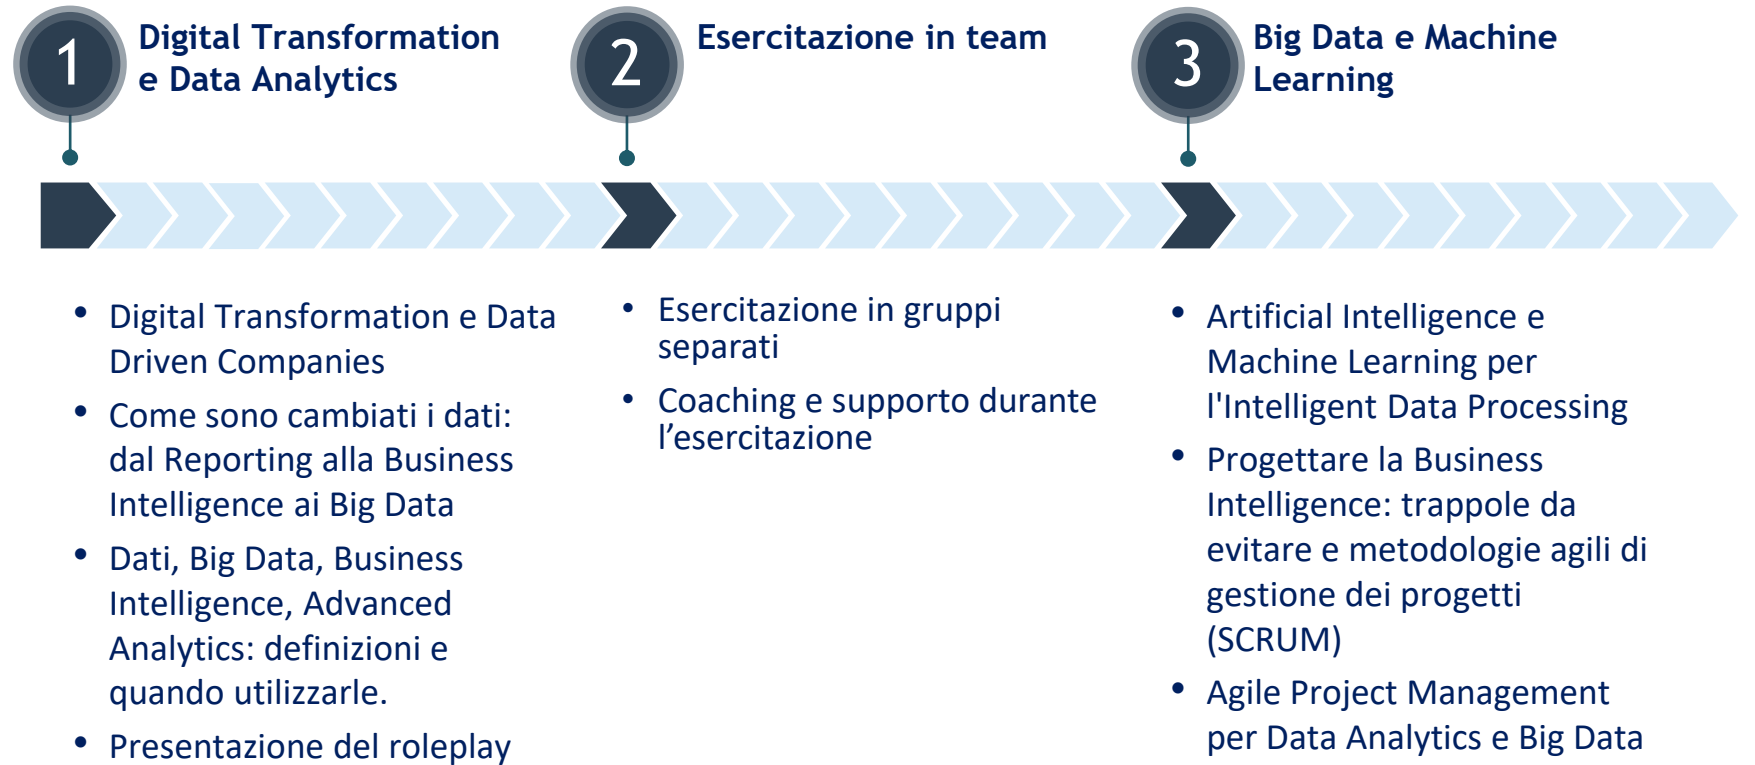 1
Digital Transformation
e Data Analytics
2
Esercitazione in team
3
Big Data e Machine
Learning
• Digital Transformation e Data
Driven Companies
• Come sono cambiati i dati:
dal Reporting alla Business
Intelligence ai Big Data
• Dati, Big Data, Business
Intelligence, Advanced
Analytics: definizioni e
quando utilizzarle.
• Presentazione del roleplay
• Esercitazione in gruppi
separati
• Coaching e supporto durante
l’esercitazione
• Artificial Intelligence e
Machine Learning per
l'Intelligent Data Processing
• Progettare la Business
Intelligence: trappole da
evitare e metodologie agili di
gestione dei progetti
(SCRUM)
• Agile Project Management
per Data Analytics e Big Data